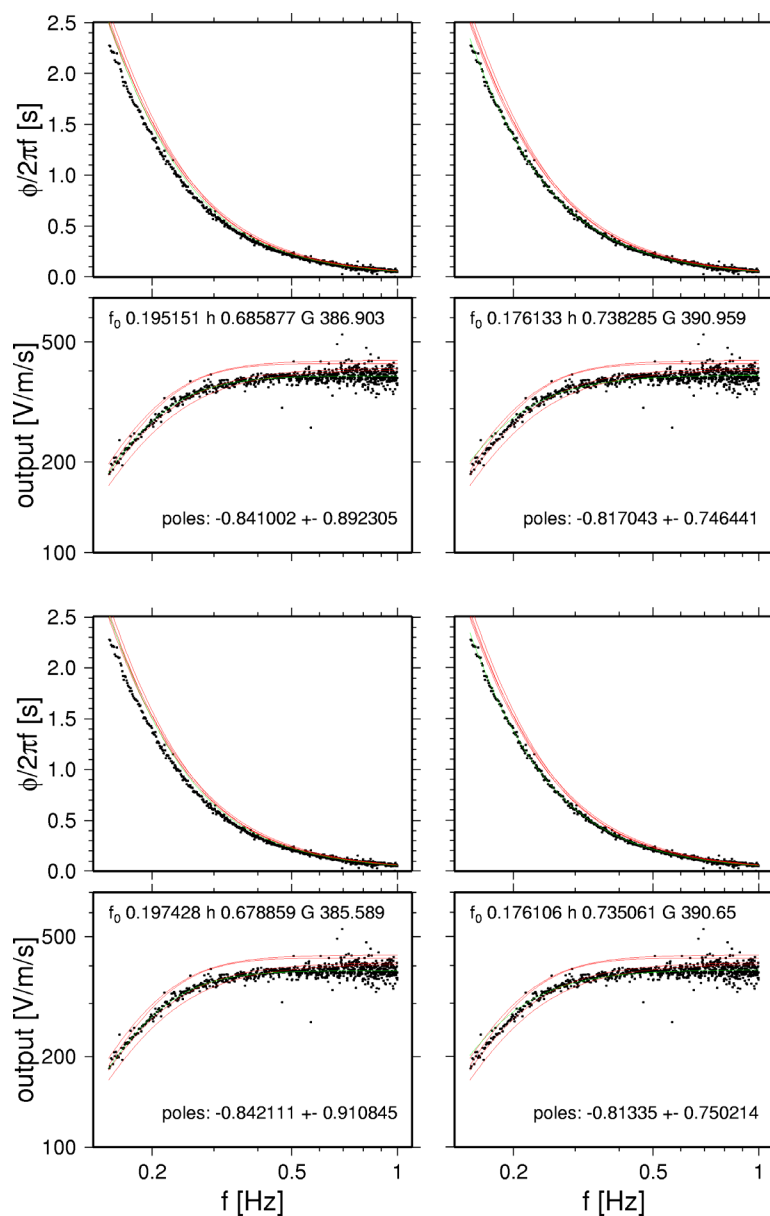 2.5
2.0
1.5
1.0
0.5
0.0
ϕ/2πf [s]
f₀ 0.195151 h 0.685877 G 386.903
f₀ 0.176133 h 0.738285 G 390.959
500
200
100
output [V/m/s]
poles: -0.841002 +- 0.892305
poles: -0.817043 +- 0.746441
2.5
2.0
1.5
1.0
0.5
0.0
ϕ/2πf [s]
f₀ 0.197428 h 0.678859 G 385.589
f₀ 0.176106 h 0.735061 G 390.65
500
200
100
output [V/m/s]
poles: -0.842111 +- 0.910845
poles: -0.81335 +- 0.750214
0.2 0.5 1
0.2 0.5 1
f [Hz]
f [Hz]